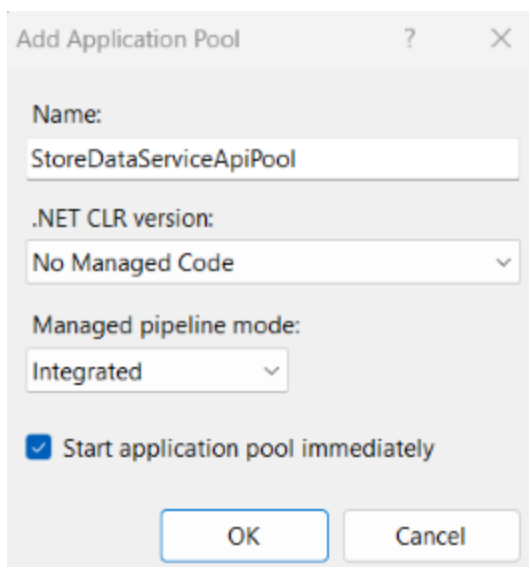 Add Application Pool ?
Name:
StoreDataServiceApiPool
.NET CLR version:
No Managed Code
Managed pipeline mode:
Integrated
Start application pool immediately
OK Cancel